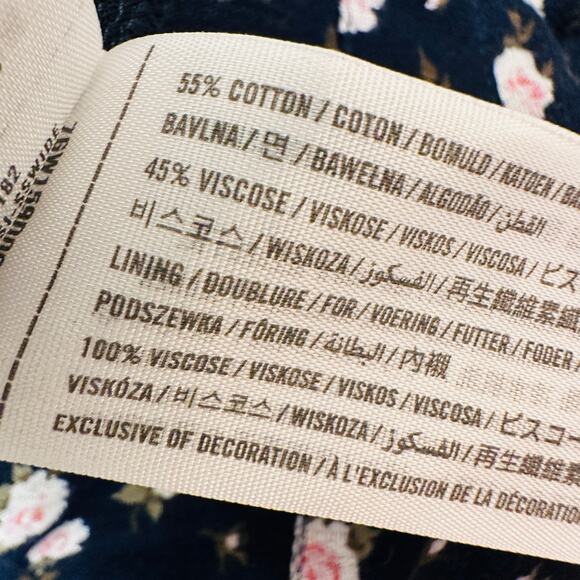 55% COTTON / COTON / BOMULD / KATOEN /
BAVLNA / 면 / BAWEŁNA / ALGODÃO / القطن /
45% VISCOSE / VISKOSE / VISKOS / VISCOSA / ビス
비스코스 / WISKOZA / الفسكوز / 再生纖維素纖
LINING / DOUBLURE / FOR / VOERING / FUTTER / FODER /
PODSZEWKA / FÔRING / البطانة / 內襯
100% VISCOSE / VISKOSE / VISKOS / VISCOSA / ビスコー
VISKÓZA / 비스코스 / WISKOZA / الفسكوز / 再生纖維素
EXCLUSIVE OF DECORATION / À L'EXCLUSION DE LA DÉCORATION
182